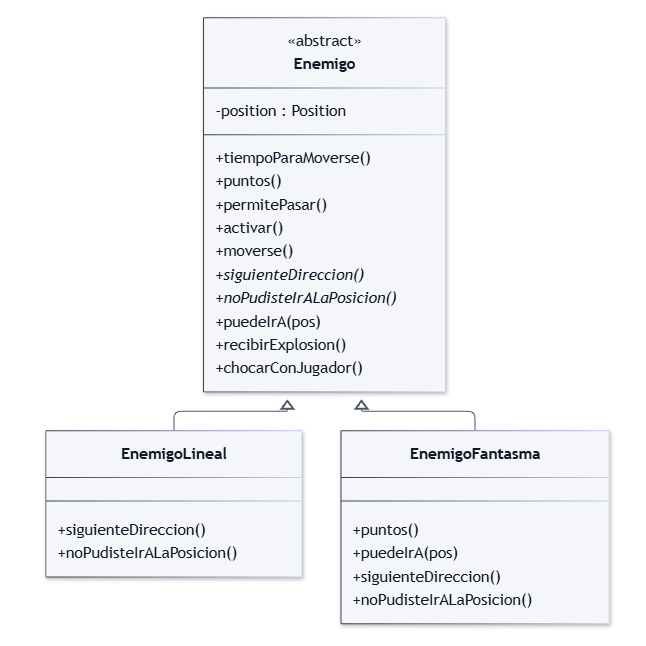 «abstract»
Enemigo
-position : Position
+tiempoParaMoverse()
+puntos()
+permitePasar()
+activar()
+moverse()
+siguienteDireccion()
+noPudisteIrALaPosicion()
+puedeIrA(pos)
+recibirExplosion()
+chocarConJugador()
EnemigoLineal
+siguienteDireccion()
+noPudisteIrALaPosicion()
EnemigoFantasma
+puntos()
+puedeIrA(pos)
+siguienteDireccion()
+noPudisteIrALaPosicion()